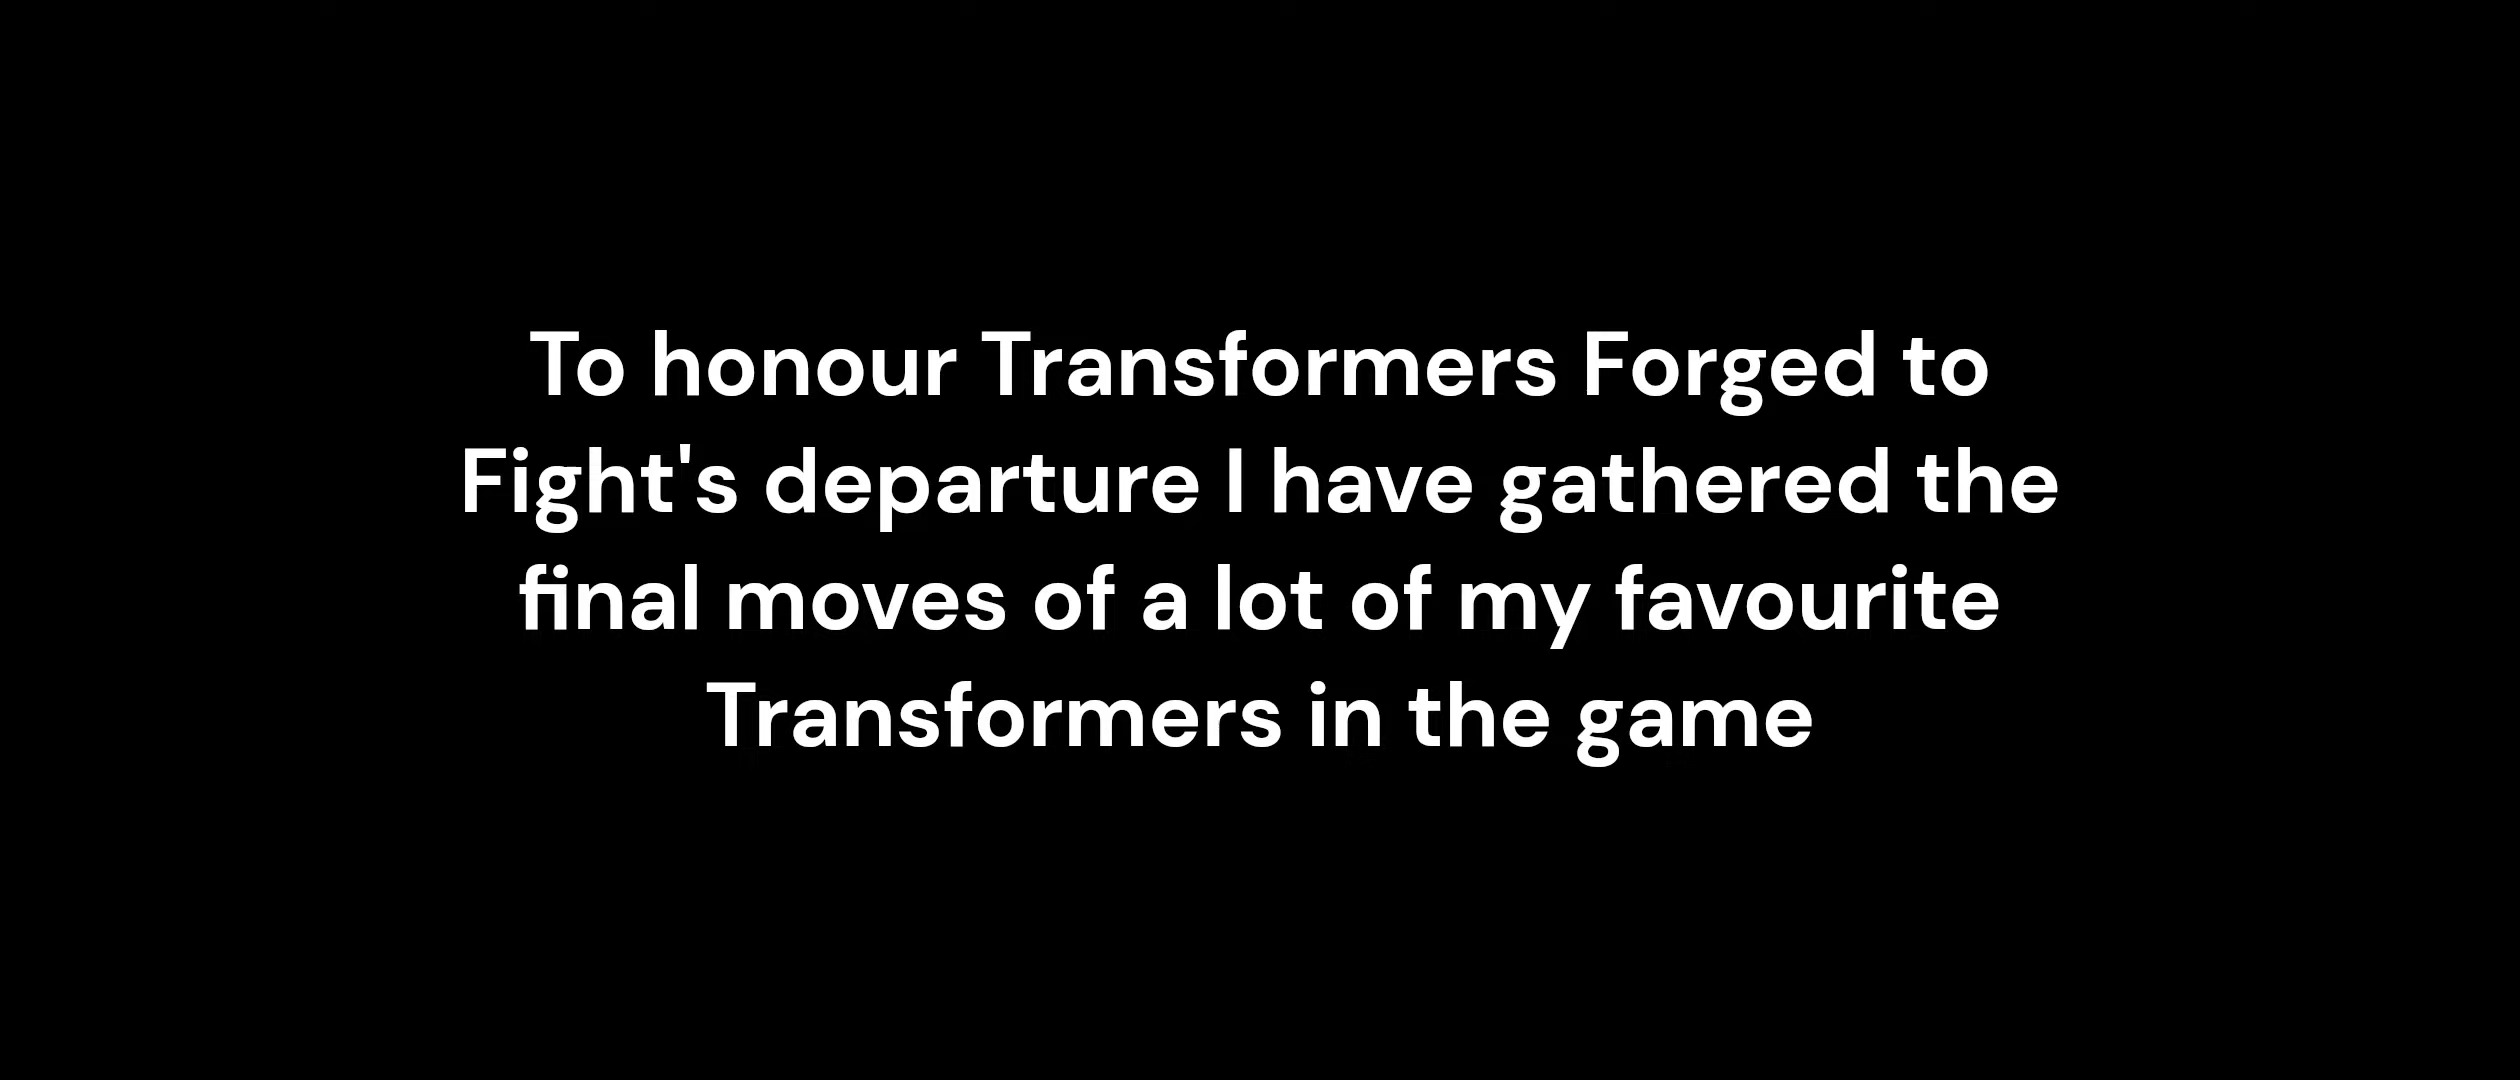 To honour Transformers Forged to
Fight's departure I have gathered the
final moves of a lot of my favourite
Transformers in the game